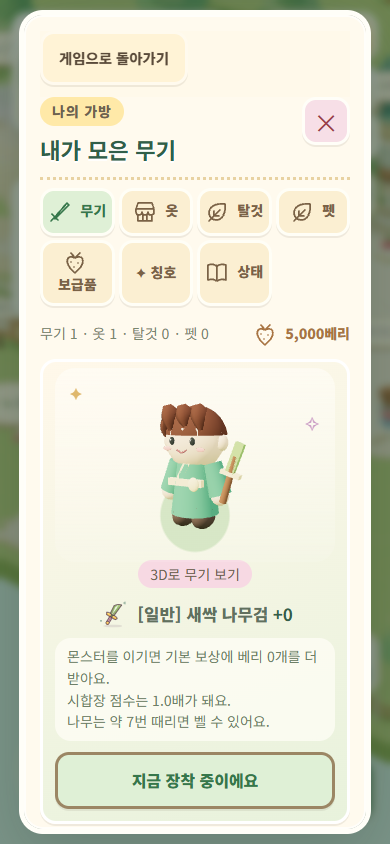 게임으로 돌아가기
나의 가방
내가 모은 무기
무기 옷 탈것 펫
보급품 칭호 상태
무기 1 · 옷 1 · 탈것 0 · 펫 0 5,000베리
3D로 무기 보기
[일반] 새싹 나무검 +0
몬스터를 이기면 기본 보상에 베리 0개를 더
받아요.
시합장 점수는 1.0배가 돼요.
나무는 약 7번 때리면 벨 수 있어요.
지금 장착 중이에요